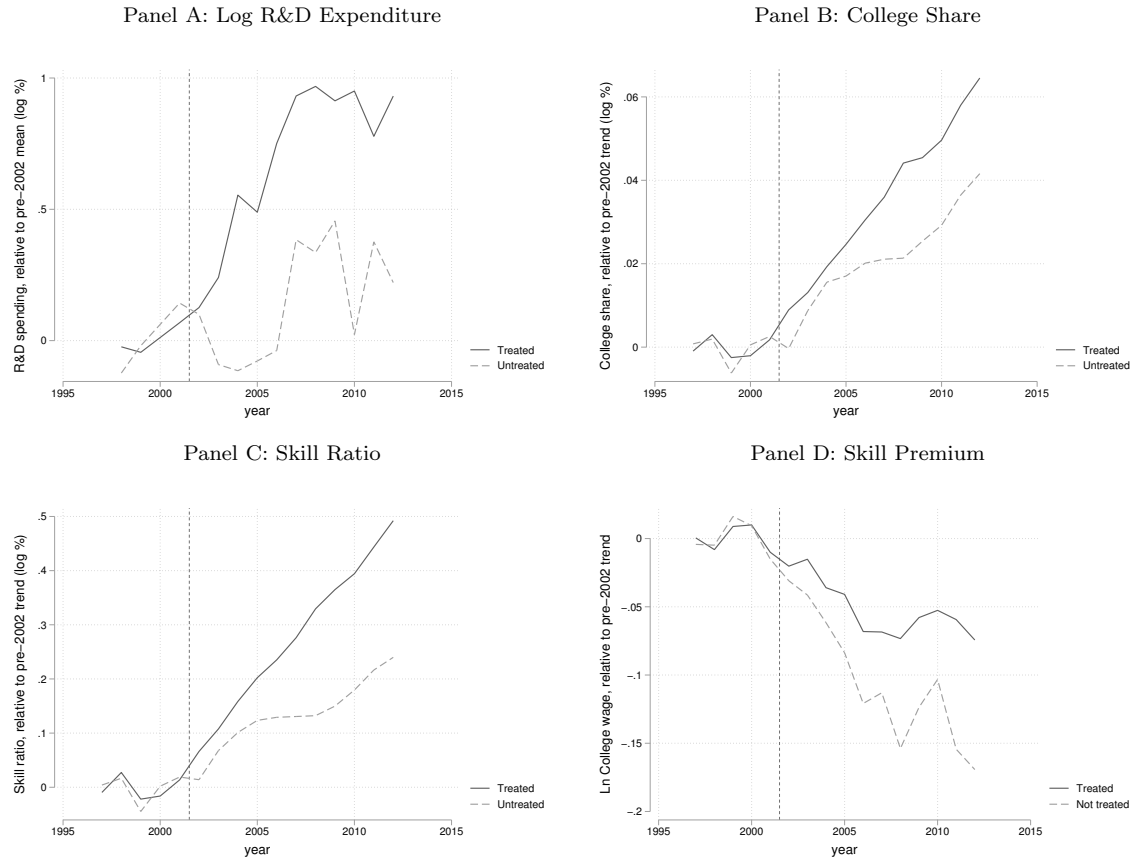 Panel A: Log R&D Expenditure
R&D spending, relative to pre−2002 mean (log %)
1
.5
0
1995 2000 2005 2010 2015
year
Treated
Untreated
Panel B: College Share
College share, relative to pre−2002 trend (log %)
.06
.04
.02
0
1995 2000 2005 2010 2015
year
Treated
Untreated
Panel C: Skill Ratio
Skill ratio, relative to pre−2002 trend (log %)
.5
.4
.3
.2
.1
0
1995 2000 2005 2010 2015
year
Treated
Untreated
Panel D: Skill Premium
Ln College wage, relative to pre−2002 trend
0
−.05
−.1
−.15
−.2
1995 2000 2005 2010 2015
year
Treated
Not treated